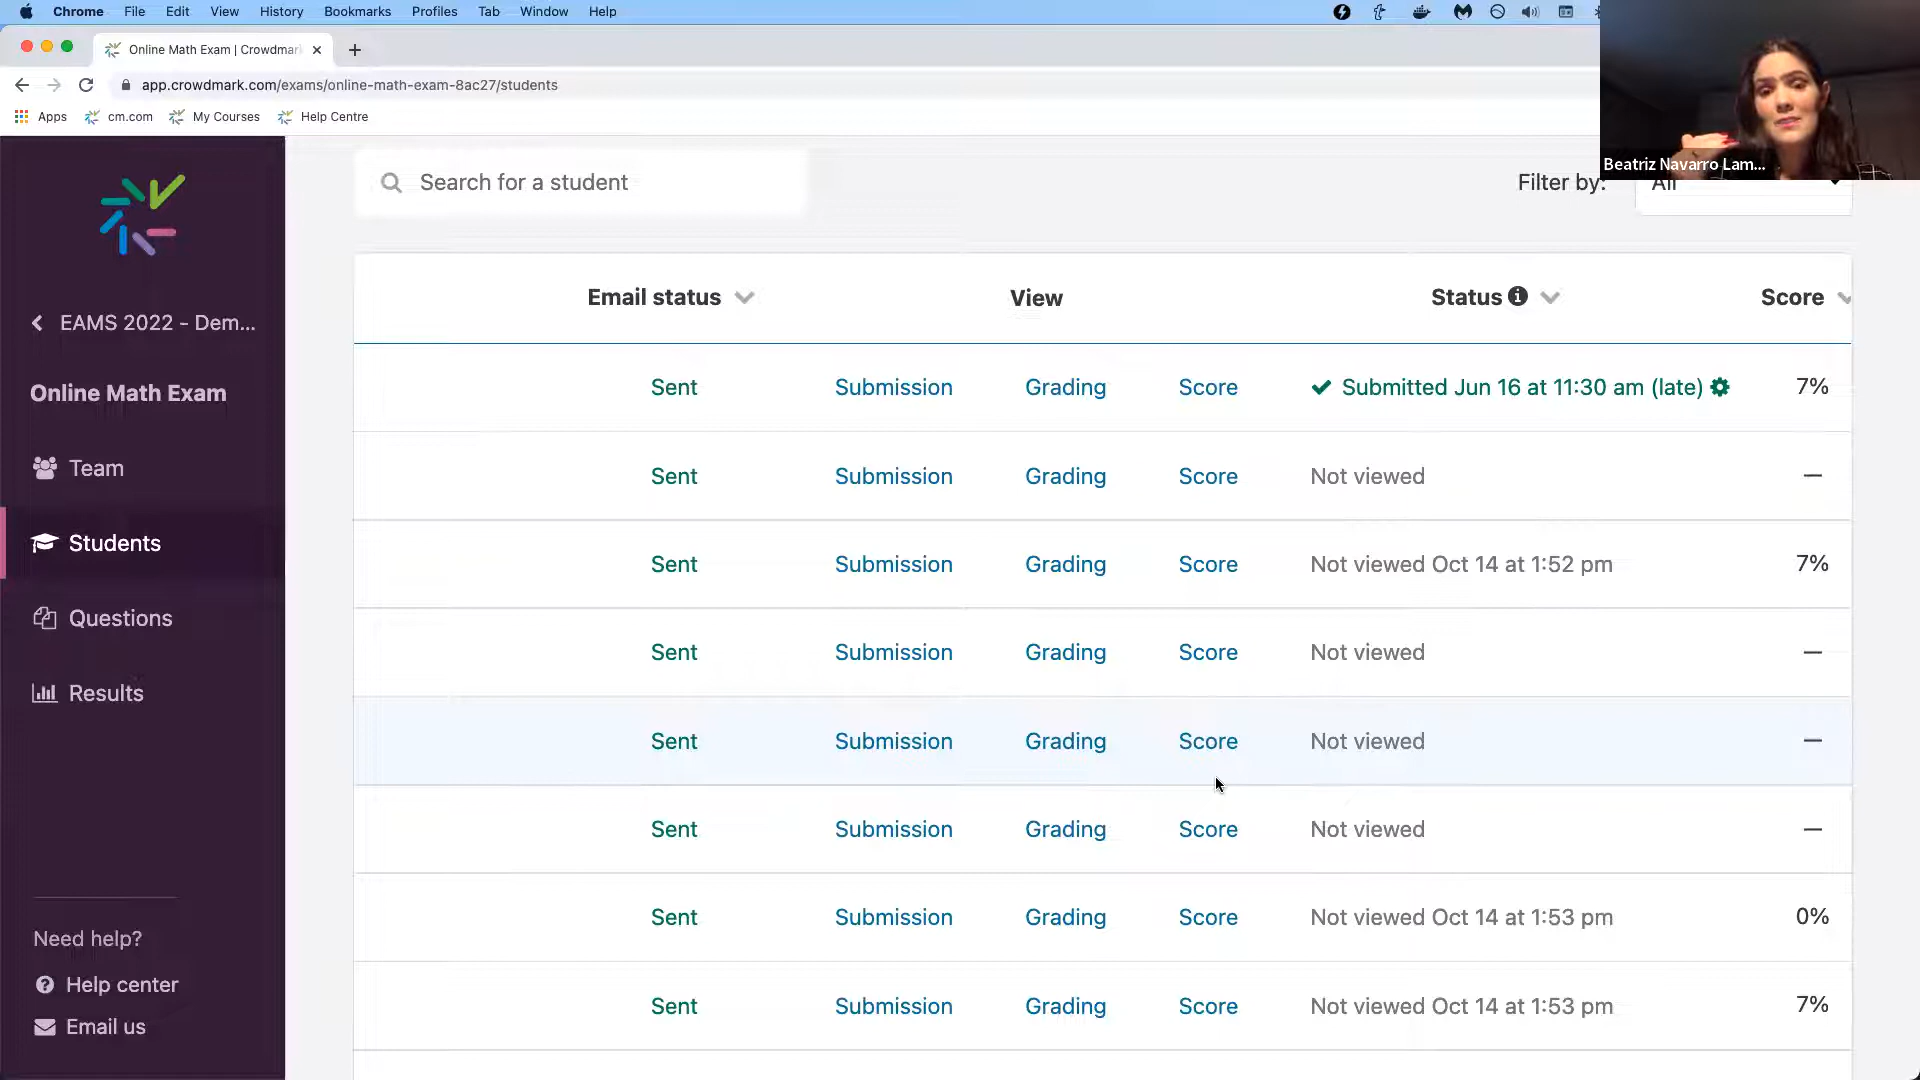 Chrome File Edit View History Bookmarks Profiles Tab Window Help
Online Math Exam | Crowdmar
app.crowdmark.com/exams/online-math-exam-8ac27/students
Apps cm.com My Courses Help Centre
Beatriz Navarro Lam...
Search for a student
Filter by: All
EAMS 2022 - Dem...
Online Math Exam
Team
Students
Questions
Results
Need help?
Help center
Email us
Email status View Status Score
Sent Submission Grading Score Submitted Jun 16 at 11:30 am (late) 7%
Sent Submission Grading Score Not viewed —
Sent Submission Grading Score Not viewed Oct 14 at 1:52 pm 7%
Sent Submission Grading Score Not viewed —
Sent Submission Grading Score Not viewed —
Sent Submission Grading Score Not viewed —
Sent Submission Grading Score Not viewed Oct 14 at 1:53 pm 0%
Sent Submission Grading Score Not viewed Oct 14 at 1:53 pm 7%